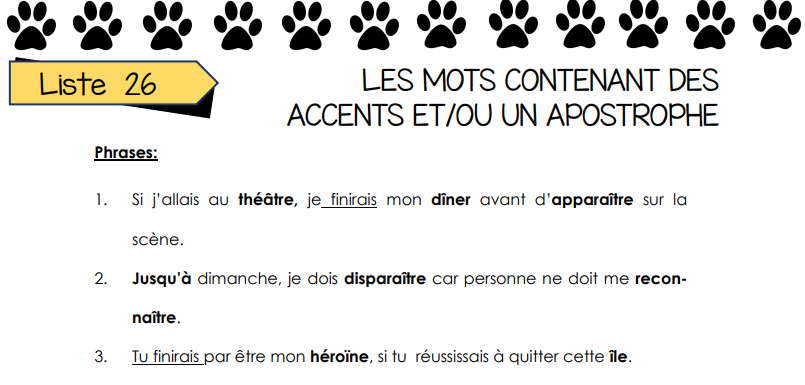 Liste 26
LES MOTS CONTENANT DES
ACCENTS ET/OU UN APOSTROPHE
Phrases:
1. Si j'allais au théâtre, je finirais mon dîner avant d'apparaître sur la
scène.
2. Jusqu'à dimanche, je dois disparaître car personne ne doit me recon-
naître.
3. Tu finirais par être mon héroïne, si tu réussissais à quitter cette île.